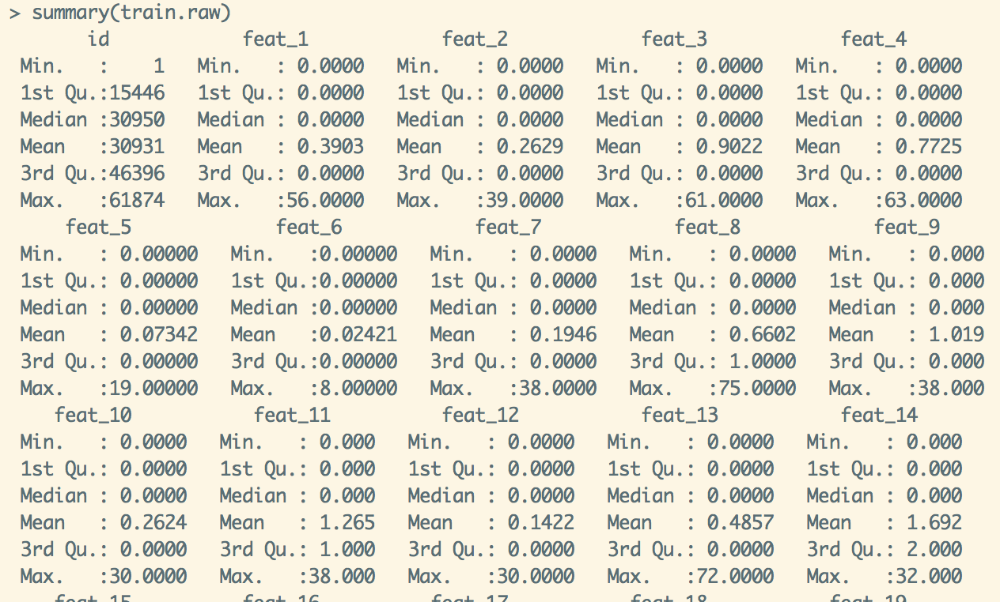 > summary(train.raw)
       id            feat_1            feat_2            feat_3            feat_4
 Min.   :    1   Min.   : 0.0000   Min.   : 0.0000   Min.   : 0.0000   Min.   : 0.0000
 1st Qu.:15446   1st Qu.: 0.0000   1st Qu.: 0.0000   1st Qu.: 0.0000   1st Qu.: 0.0000
 Median :30950   Median : 0.0000   Median : 0.0000   Median : 0.0000   Median : 0.0000
 Mean   :30931   Mean   : 0.3903   Mean   : 0.2629   Mean   : 0.9022   Mean   : 0.7725
 3rd Qu.:46396   3rd Qu.: 0.0000   3rd Qu.: 0.0000   3rd Qu.: 0.0000   3rd Qu.: 0.0000
 Max.   :61874   Max.   :56.0000   Max.   :39.0000   Max.   :61.0000   Max.   :63.0000
     feat_5             feat_6            feat_7            feat_8            feat_9
 Min.   : 0.00000   Min.   :0.00000   Min.   : 0.0000   Min.   : 0.0000   Min.   : 0.000
 1st Qu.: 0.00000   1st Qu.:0.00000   1st Qu.: 0.0000   1st Qu.: 0.0000   1st Qu.: 0.000
 Median : 0.00000   Median :0.00000   Median : 0.0000   Median : 0.0000   Median : 0.000
 Mean   : 0.07342   Mean   :0.02421   Mean   : 0.1946   Mean   : 0.6602   Mean   : 1.019
 3rd Qu.: 0.00000   3rd Qu.:0.00000   3rd Qu.: 0.0000   3rd Qu.: 1.0000   3rd Qu.: 0.000
 Max.   :19.00000   Max.   :8.00000   Max.   :38.0000   Max.   :75.0000   Max.   :38.000
    feat_10           feat_11          feat_12           feat_13           feat_14
 Min.   : 0.0000   Min.   : 0.000   Min.   : 0.0000   Min.   : 0.0000   Min.   : 0.000
 1st Qu.: 0.0000   1st Qu.: 0.000   1st Qu.: 0.0000   1st Qu.: 0.0000   1st Qu.: 0.000
 Median : 0.0000   Median : 0.000   Median : 0.0000   Median : 0.0000   Median : 0.000
 Mean   : 0.2624   Mean   : 1.265   Mean   : 0.1422   Mean   : 0.4857   Mean   : 1.692
 3rd Qu.: 0.0000   3rd Qu.: 1.000   3rd Qu.: 0.0000   3rd Qu.: 0.0000   3rd Qu.: 2.000
 Max.   :30.0000   Max.   :38.000   Max.   :30.0000   Max.   :72.0000   Max.   :32.000
    feat_15          feat_16           feat_17           feat_18           feat_19